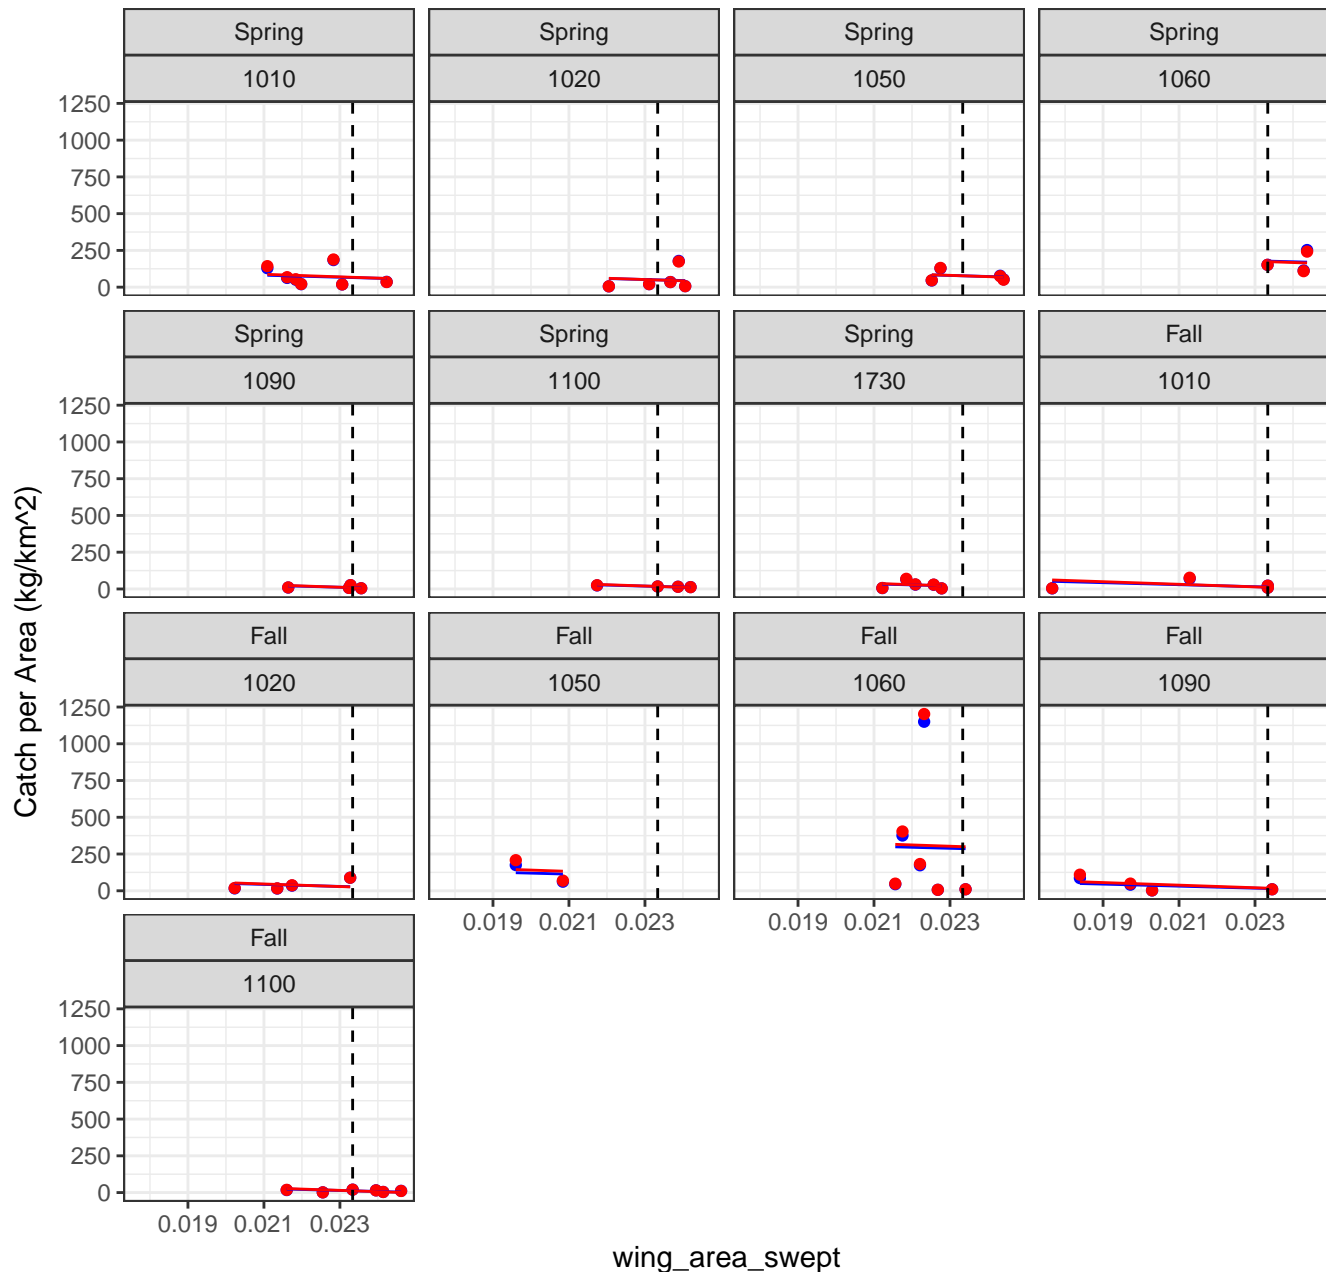 Spring Spring Spring Spring
1010 1020 1050 1060
1250
1000
750
500
250
0
Spring Spring Spring Fall
1090 1100 1730 1010
1250
1000
750
500
250
0
Fall Fall Fall Fall
1020 1050 1060 1090
1250
1000
750
500
250
0
0.019 0.021 0.023 0.019 0.021 0.023 0.019 0.021 0.023
Fall
1100
1250
1000
750
500
250
0
0.019 0.021 0.023
Catch per Area (kg/km^2)
wing_area_swept